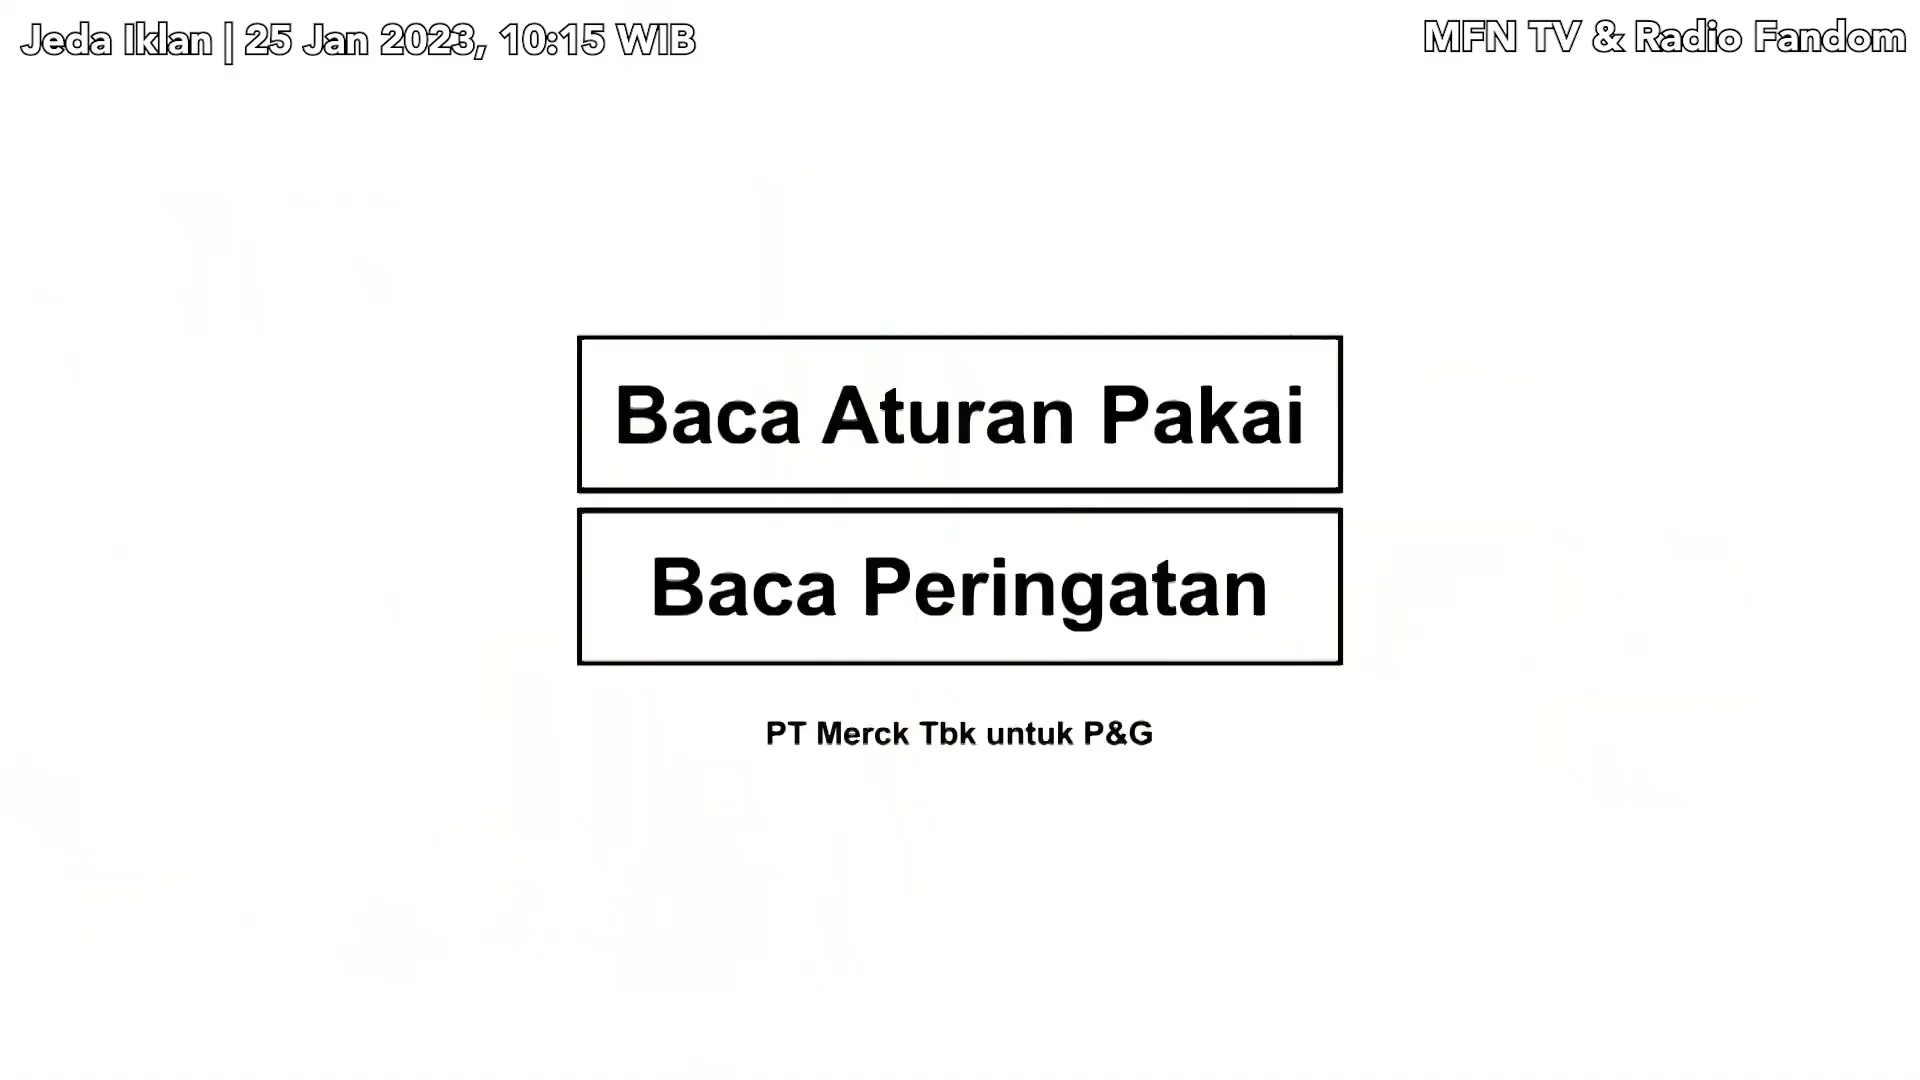 Jeda Iklan | 25 Jan 2023, 10:15 WIB
MFN TV & Radio Fandom
Baca Aturan Pakai
Baca Peringatan
PT Merck Tbk untuk P&G